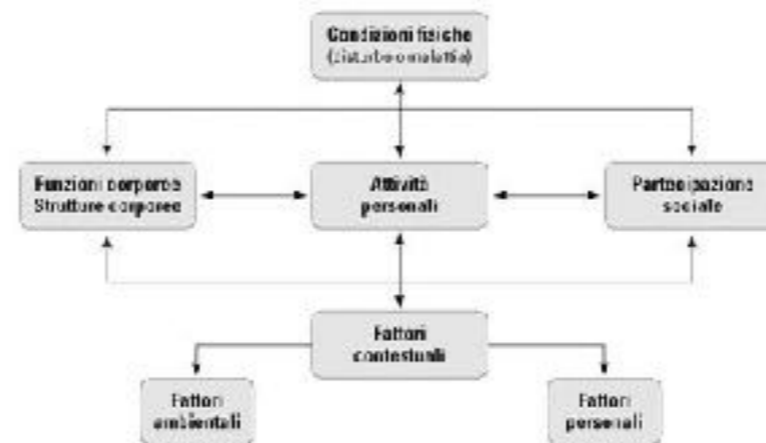 Condizioni fisiche
(disturbo o malattia)
Funzioni corporee
Strutture corporee
Attività
personali
Partecipazione
sociale
Fattori
contestuali
Fattori
ambientali
Fattori
personali